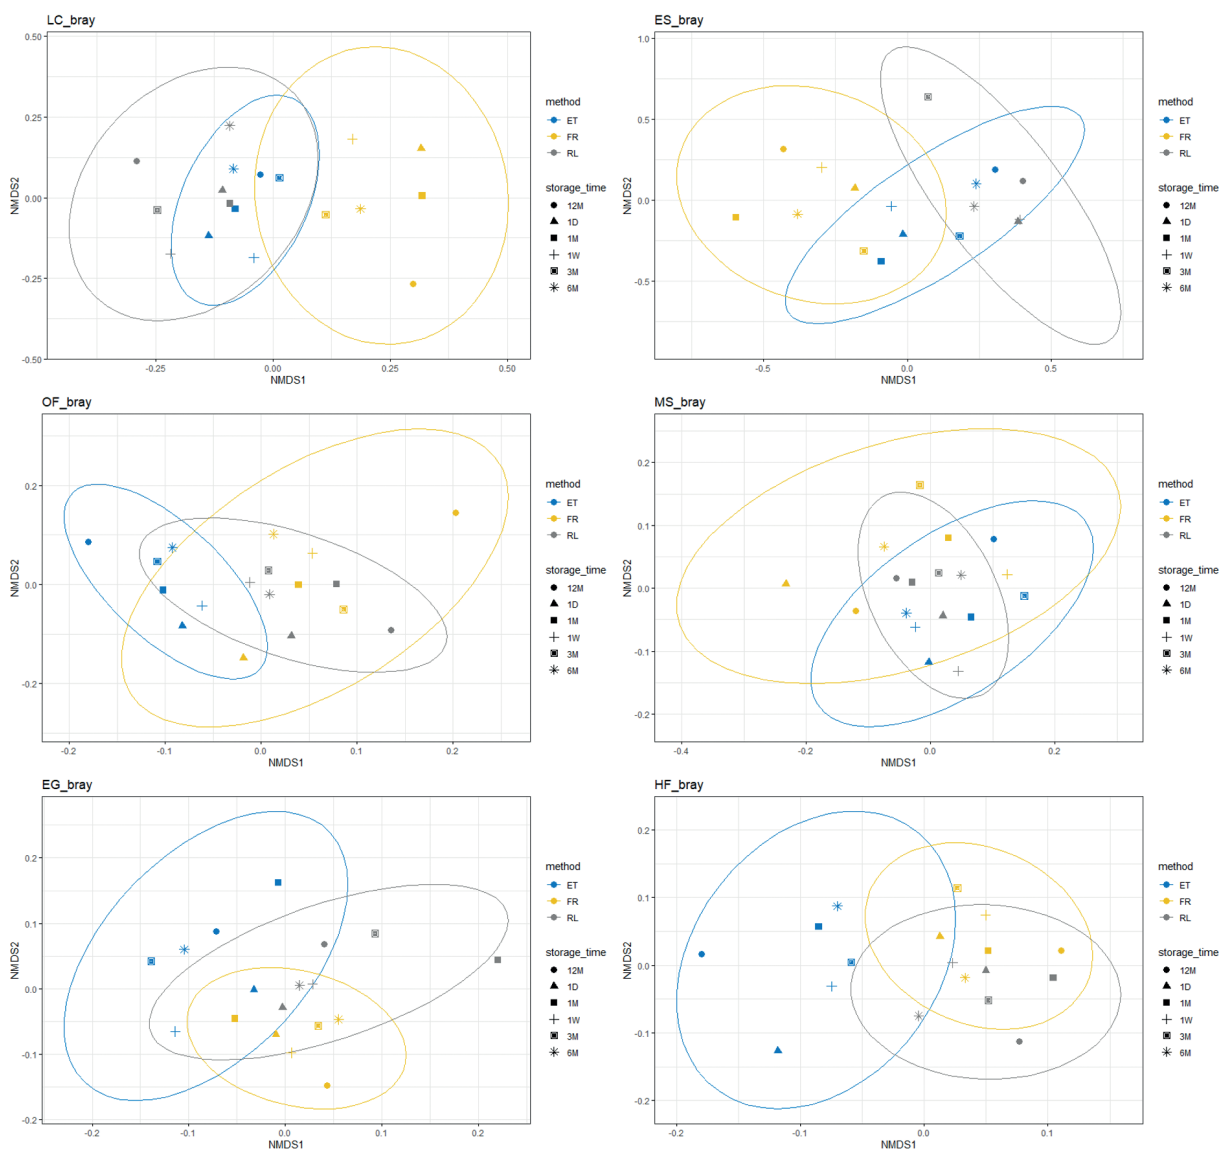 LC_bray
0.50
0.25
0.00
-0.25
-0.50
NMDS2
-0.25
0.00
0.25
0.50
NMDS1
method
ET
FR
RL
storage_time
12M
1D
1M
1W
3M
6M
ES_bray
1.0
0.5
0.0
-0.5
NMDS2
-0.5
0.0
0.5
NMDS1
method
ET
FR
RL
storage_time
12M
1D
1M
1W
3M
6M
OF_bray
0.2
0.0
-0.2
NMDS2
-0.2
-0.1
0.0
0.1
0.2
NMDS1
method
ET
FR
RL
storage_time
12M
1D
1M
1W
3M
6M
MS_bray
0.2
0.1
0.0
-0.1
-0.2
NMDS2
-0.4
-0.2
0.0
0.2
NMDS1
method
ET
FR
RL
storage_time
12M
1D
1M
1W
3M
6M
EG_bray
0.2
0.1
0.0
-0.1
-0.2
NMDS2
-0.2
-0.1
0.0
0.1
0.2
NMDS1
method
ET
FR
RL
storage_time
12M
1D
1M
1W
3M
6M
HF_bray
0.2
0.1
0.0
-0.1
-0.2
NMDS2
-0.2
-0.1
0.0
0.1
NMDS1
method
ET
FR
RL
storage_time
12M
1D
1M
1W
3M
6M